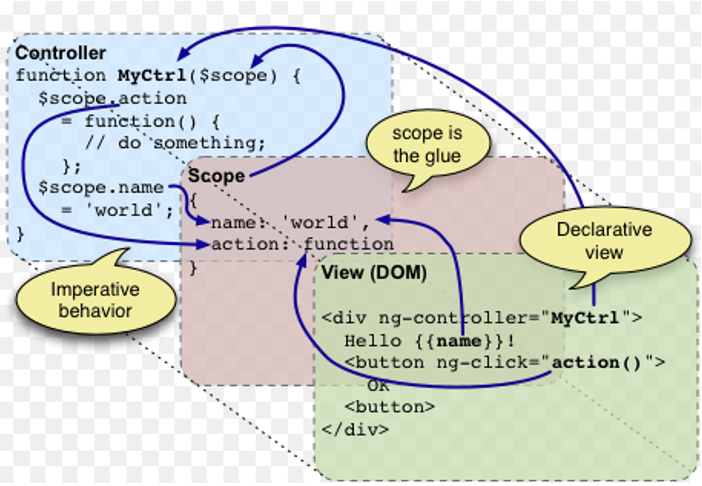 Controller
function MyCtrl($scope) {
$scope.action
= function() {
// do something;
};
$scope.name
= 'world';
}
scope is
the glue
Scope
{
name: 'world',
action: function
}
Imperative
behavior
Declarative
view
View (DOM)
<div ng-controller="MyCtrl">
Hello {{name}}!
<button ng-click="action()">
OK
<button>
</div>